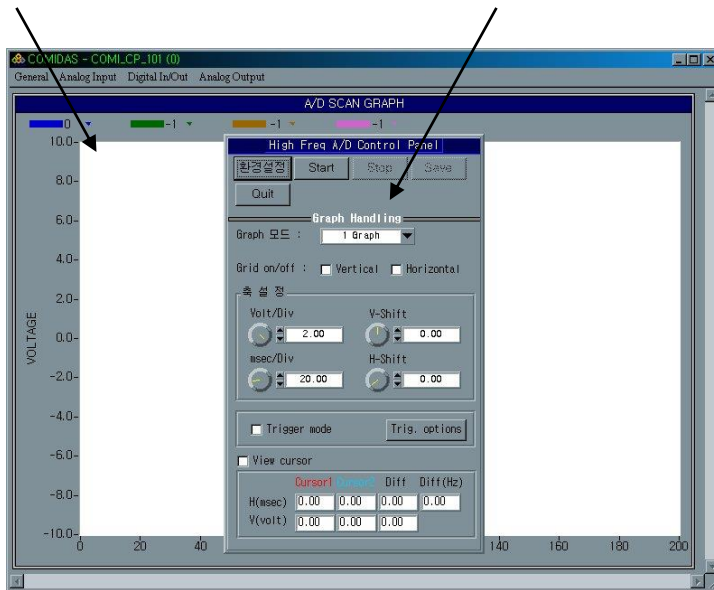 COMIDAS - COMI_CP_101 (0)
General Analog Input Digital In/Out Analog Output
A/D SCAN GRAPH
0 -1 -1 -1
High Freq A/D Control Panel
환경설정 Start Stop Save
Quit
Graph Handling
Graph 모드 : 1 Graph
Grid on/off : Vertical Horizontal
축 설 정
Volt/Div V-Shift
2.00 0.00
msec/Div H-Shift
20.00 0.00
Trigger mode Trig. options
View cursor
Cursor1 Cursor2 Diff Diff(Hz)
H(msec) 0.00 0.00 0.00 0.00
V(volt) 0.00 0.00 0.00
VOLTAGE
10.0
8.0
6.0
4.0
2.0
0.0
-2.0
-4.0
-6.0
-8.0
-10.0
0 20 40 140 160 180 200